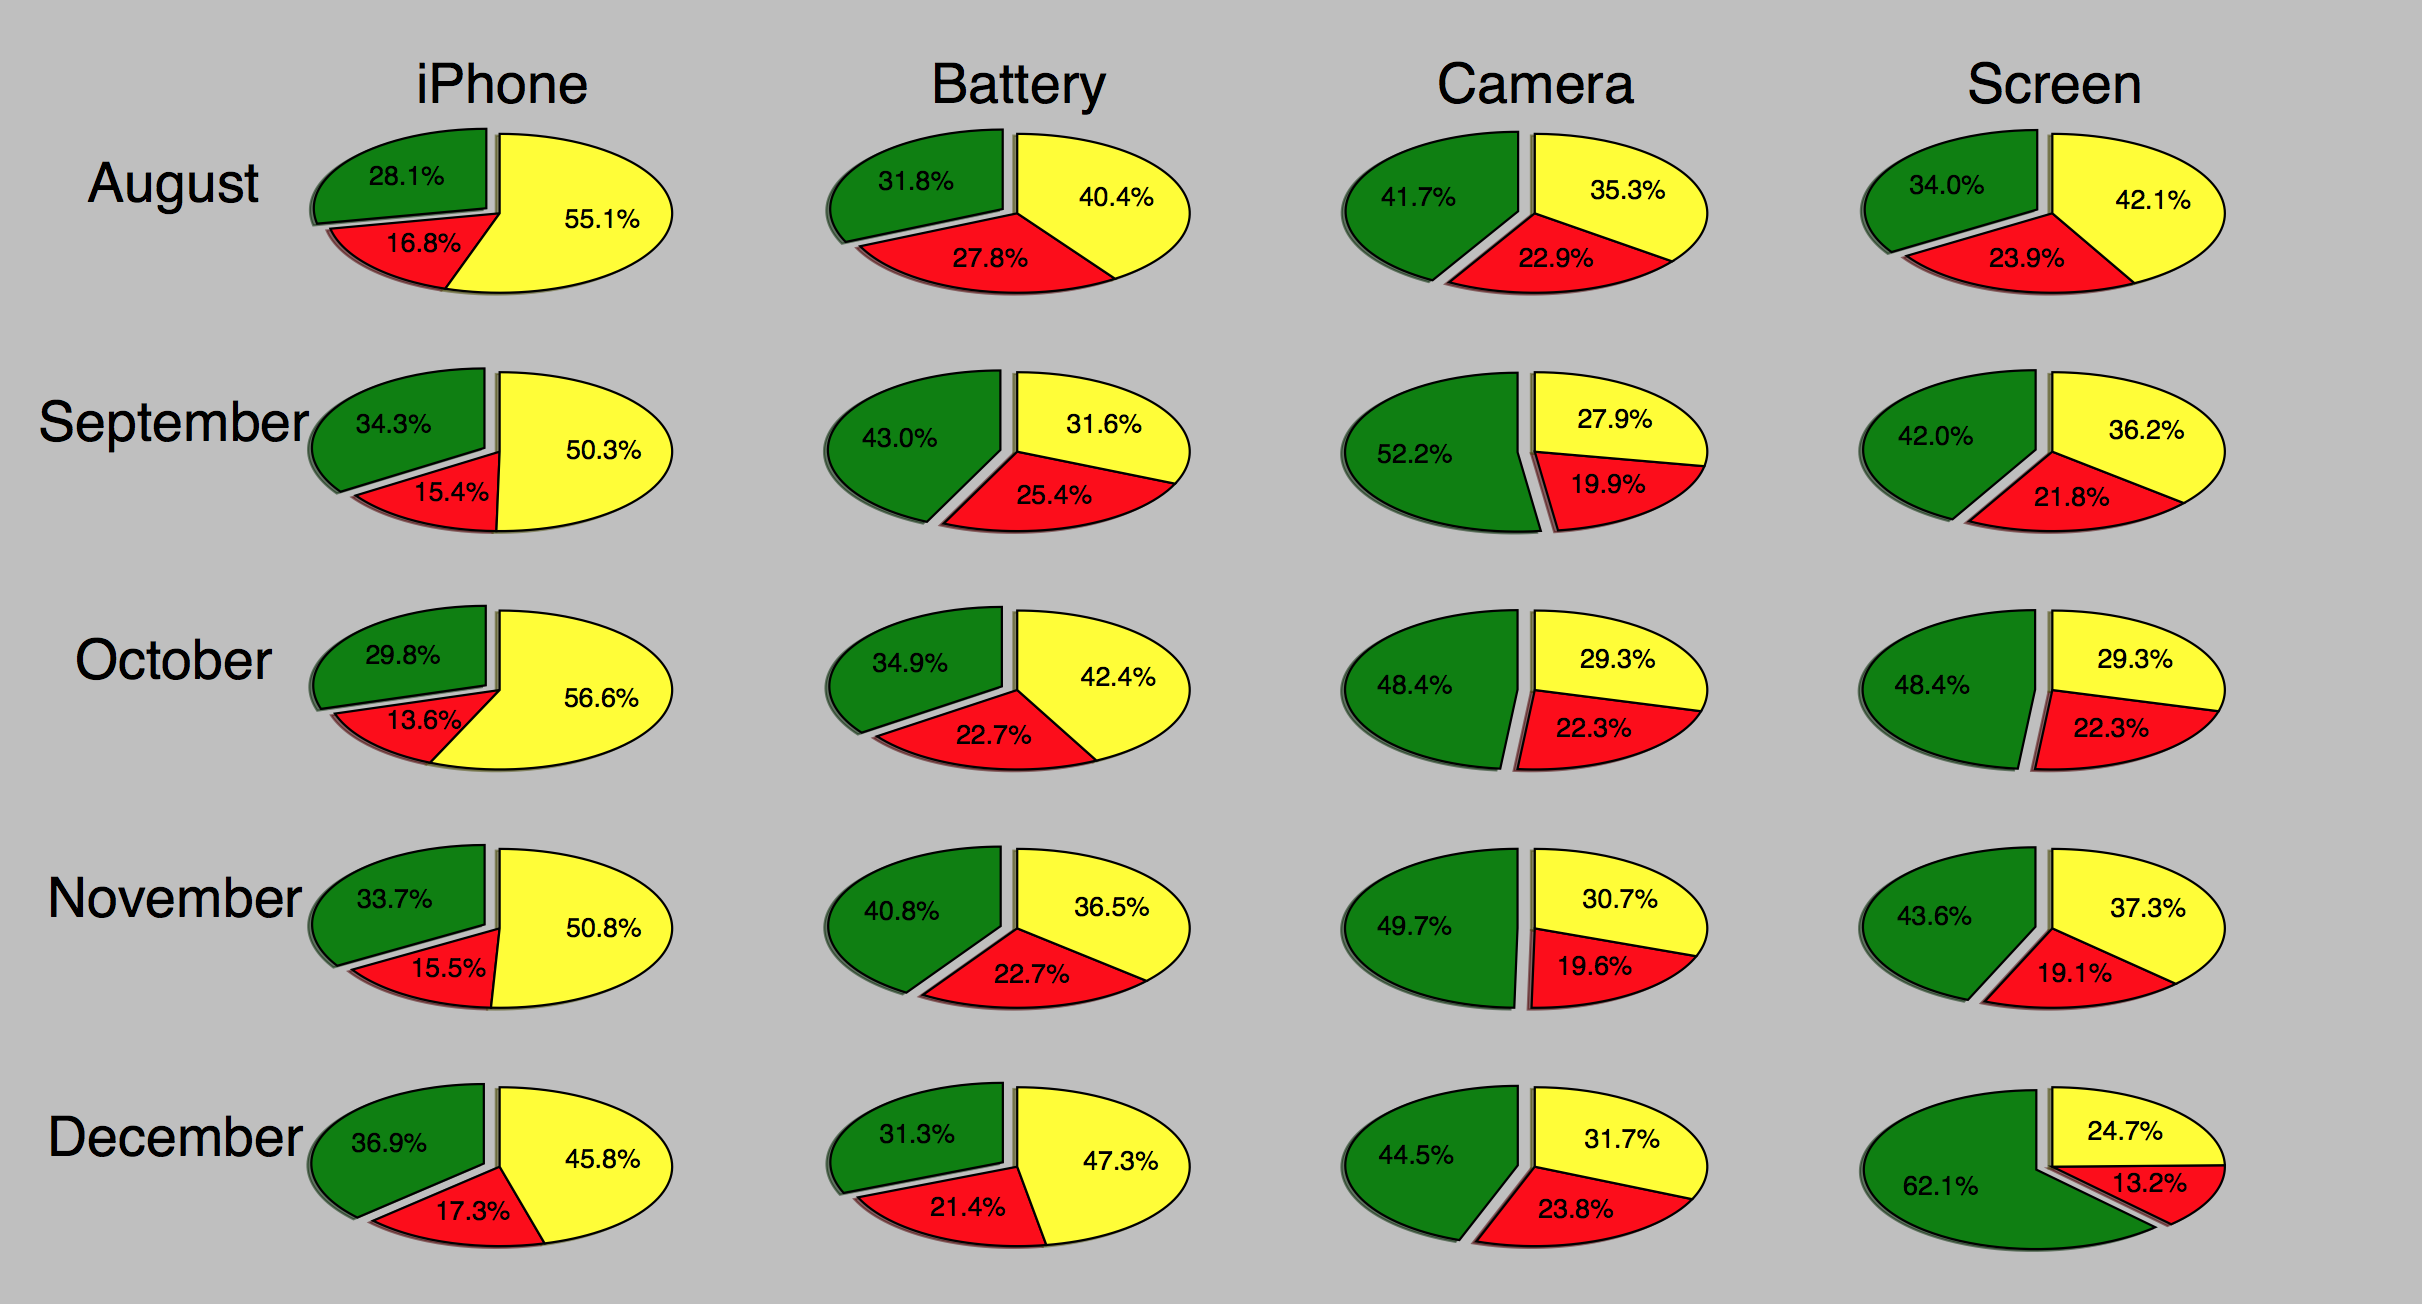 iPhone Battery Camera Screen
August
28.1% 55.1% 16.8%
31.8% 40.4% 27.8%
41.7% 35.3% 22.9%
34.0% 42.1% 23.9%
September
34.3% 50.3% 15.4%
43.0% 31.6% 25.4%
52.2% 27.9% 19.9%
42.0% 36.2% 21.8%
October
29.8% 56.6% 13.6%
34.9% 42.4% 22.7%
48.4% 29.3% 22.3%
48.4% 29.3% 22.3%
November
33.7% 50.8% 15.5%
40.8% 36.5% 22.7%
49.7% 30.7% 19.6%
43.6% 37.3% 19.1%
December
36.9% 45.8% 17.3%
31.3% 47.3% 21.4%
44.5% 31.7% 23.8%
62.1% 24.7% 13.2%